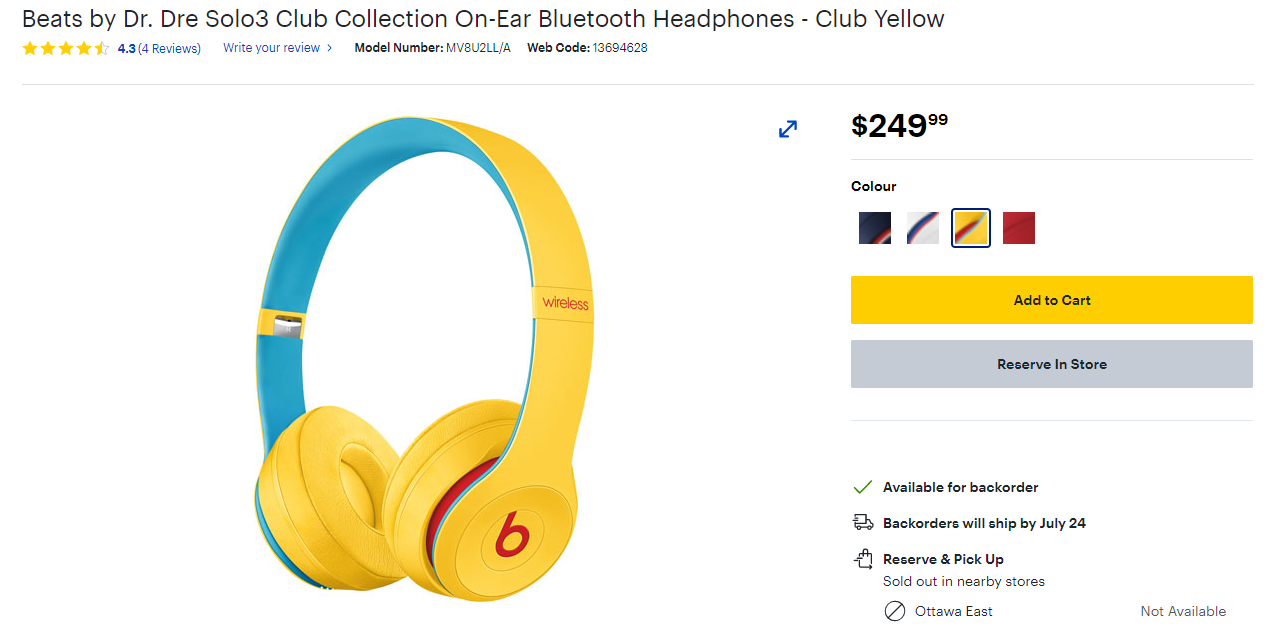 Beats by Dr. Dre Solo3 Club Collection On-Ear Bluetooth Headphones - Club Yellow
4.3 (4 Reviews) Write your review › Model Number: MV8U2LL/A Web Code: 13694628
$249⁹⁹
Colour
wireless
Add to Cart
Reserve In Store
Available for backorder
Backorders will ship by July 24
b
Reserve & Pick Up
Sold out in nearby stores
Ottawa East Not Available